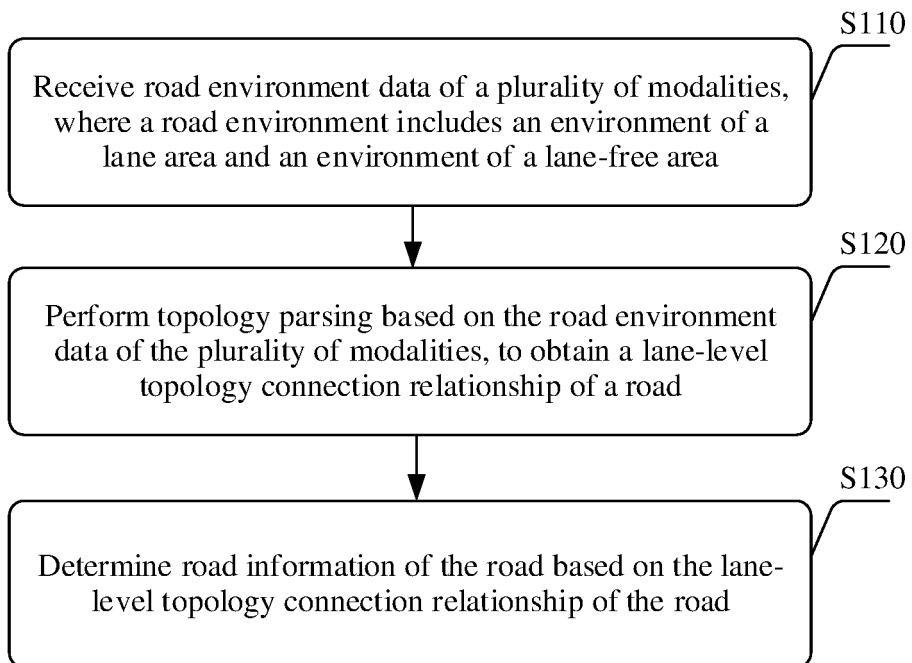 S110
Receive road environment data of a plurality of modalities,
where a road environment includes an environment of a
lane area and an environment of a lane-free area
S120
Perform topology parsing based on the road environment
data of the plurality of modalities, to obtain a lane-level
topology connection relationship of a road
S130
Determine road information of the road based on the lane-
level topology connection relationship of the road